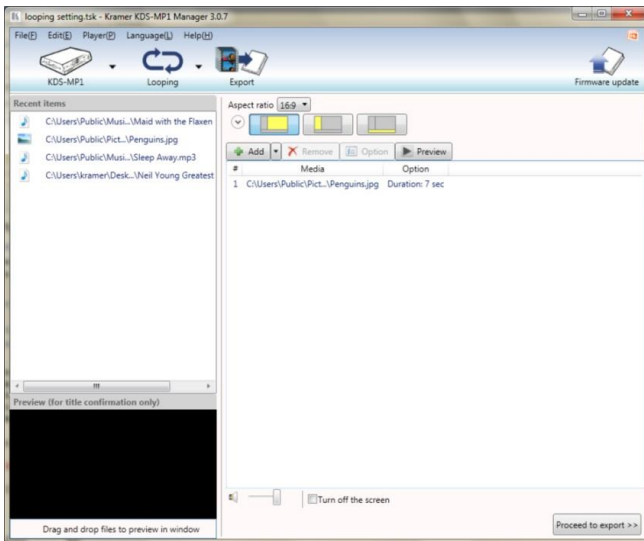 looping setting.tsk - Kramer KDS-MP1 Manager 3.0.7
File(F) Edit(E) Player(P) Language(L) Help(H)
KDS-MP1 Looping Export Firmware update
Recent items
C:\Users\Public\Musi...\Maid with the Flaxen
C:\Users\Public\Pict...\Penguins.jpg
C:\Users\Public\Musi...\Sleep Away.mp3
C:\Users\kramer\Desk...\Neil Young Greatest
Preview (for title confirmation only)
Drag and drop files to preview in window
Aspect ratio 16:9
Add Remove Option Preview
# Media Option
1 C:\Users\Public\Pict...\Penguins.jpg Duration: 7 sec
Turn off the screen
Proceed to export >>